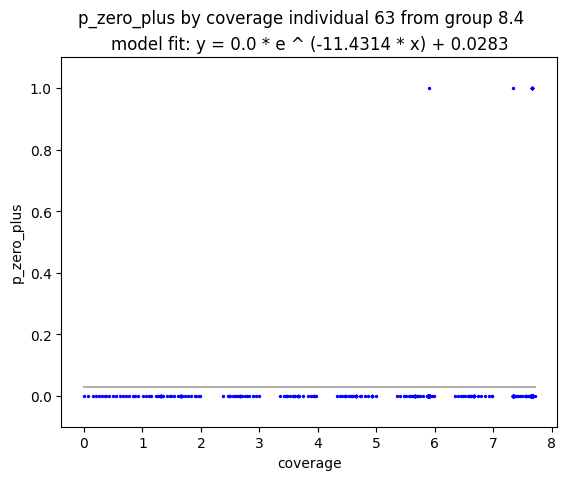 p_zero_plus by coverage individual 63 from group 8.4
model fit: y = 0.0 * e ^ (-11.4314 * x) + 0.0283
1.0
0.8
0.6
0.4
0.2
0.0
p_zero_plus
0 1 2 3 4 5 6 7 8
coverage